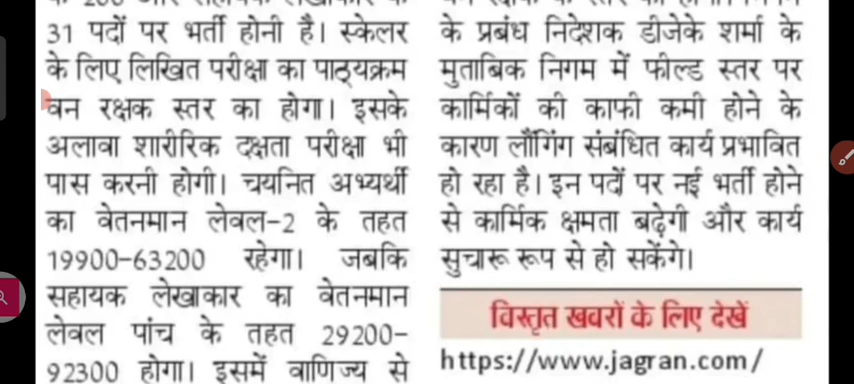 31 पदों पर भर्ती होनी है। स्केलर
के लिए लिखित परीक्षा का पाठ्यक्रम
वन रक्षक स्तर का होगा। इसके
अलावा शारीरिक दक्षता परीक्षा भी
पास करनी होगी। चयनित अभ्यर्थी
का वेतनमान लेवल-2 के तहत
19900-63200 रहेगा। जबकि
सहायक लेखाकार का वेतनमान
लेवल पांच के तहत 29200-
92300 होगा। इसमें वाणिज्य से
के प्रबंध निदेशक डीजेके शर्मा के
मुताबिक निगम में फील्ड स्तर पर
कार्मिकों की काफी कमी होने के
कारण लौंगिंग संबंधित कार्य प्रभावित
हो रहा है। इन पदों पर नई भर्ती होने
से कार्मिक क्षमता बढ़ेगी और कार्य
सुचारू रूप से हो सकेंगे।
विस्तृत खबरों के लिए देखें
https://www.jagran.com/